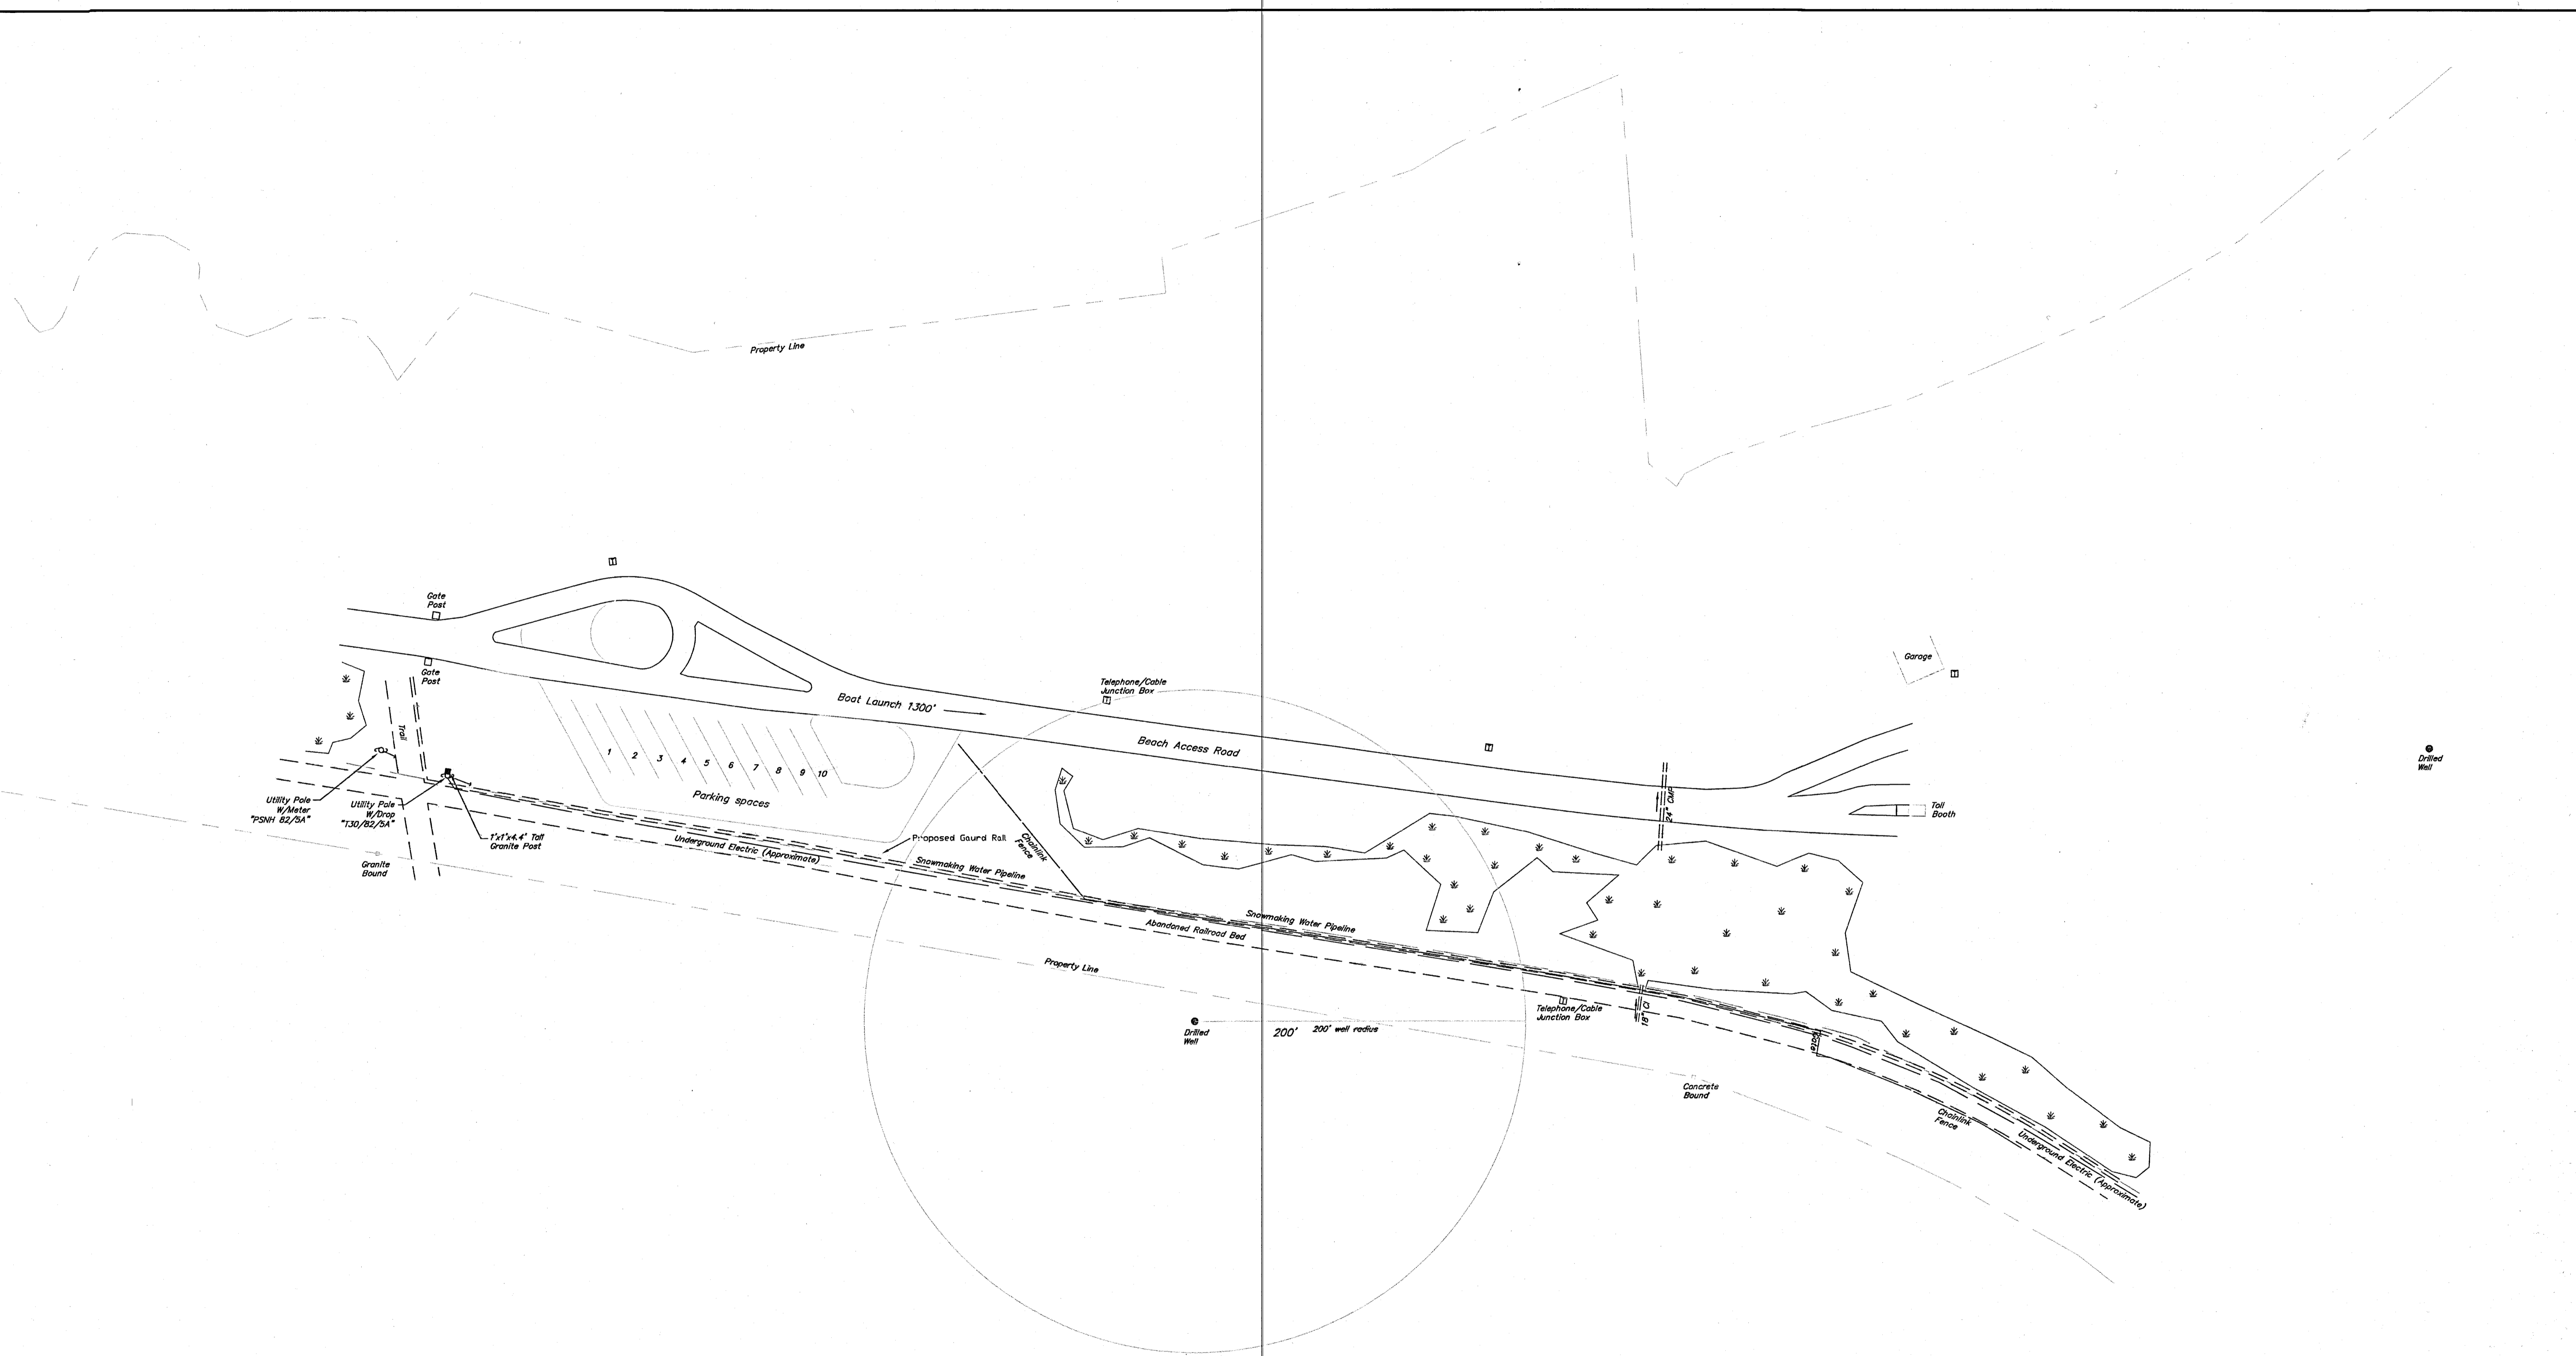 Property Line
Gate
Post
Gate
Post
Trail
Telephone/Cable
Junction Box
Boat Launch 1300'
Beach Access Road
Garage
Drilled
Well
Toll
Booth
24" CMP
1
2
3
4
5
6
7
8
9
10
Parking spaces
Utility Pole
W/Meter
"PSNH 82/5A"
Utility Pole
W/Drop
"T30/82/5A"
1'x1'x4.4' Tall
Granite Post
Granite
Bound
Proposed Gaurd Rail
Chainlink
Fence
Underground Electric (Approximate)
Snowmaking Water Pipeline
Snowmaking Water Pipeline
Abandoned Railroad Bed
Property Line
Telephone/Cable
Junction Box
18" CI
Gate
Drilled
Well
200'
200' well radius
Concrete
Bound
Chainlink
Fence
Underground Electric (Approximate)